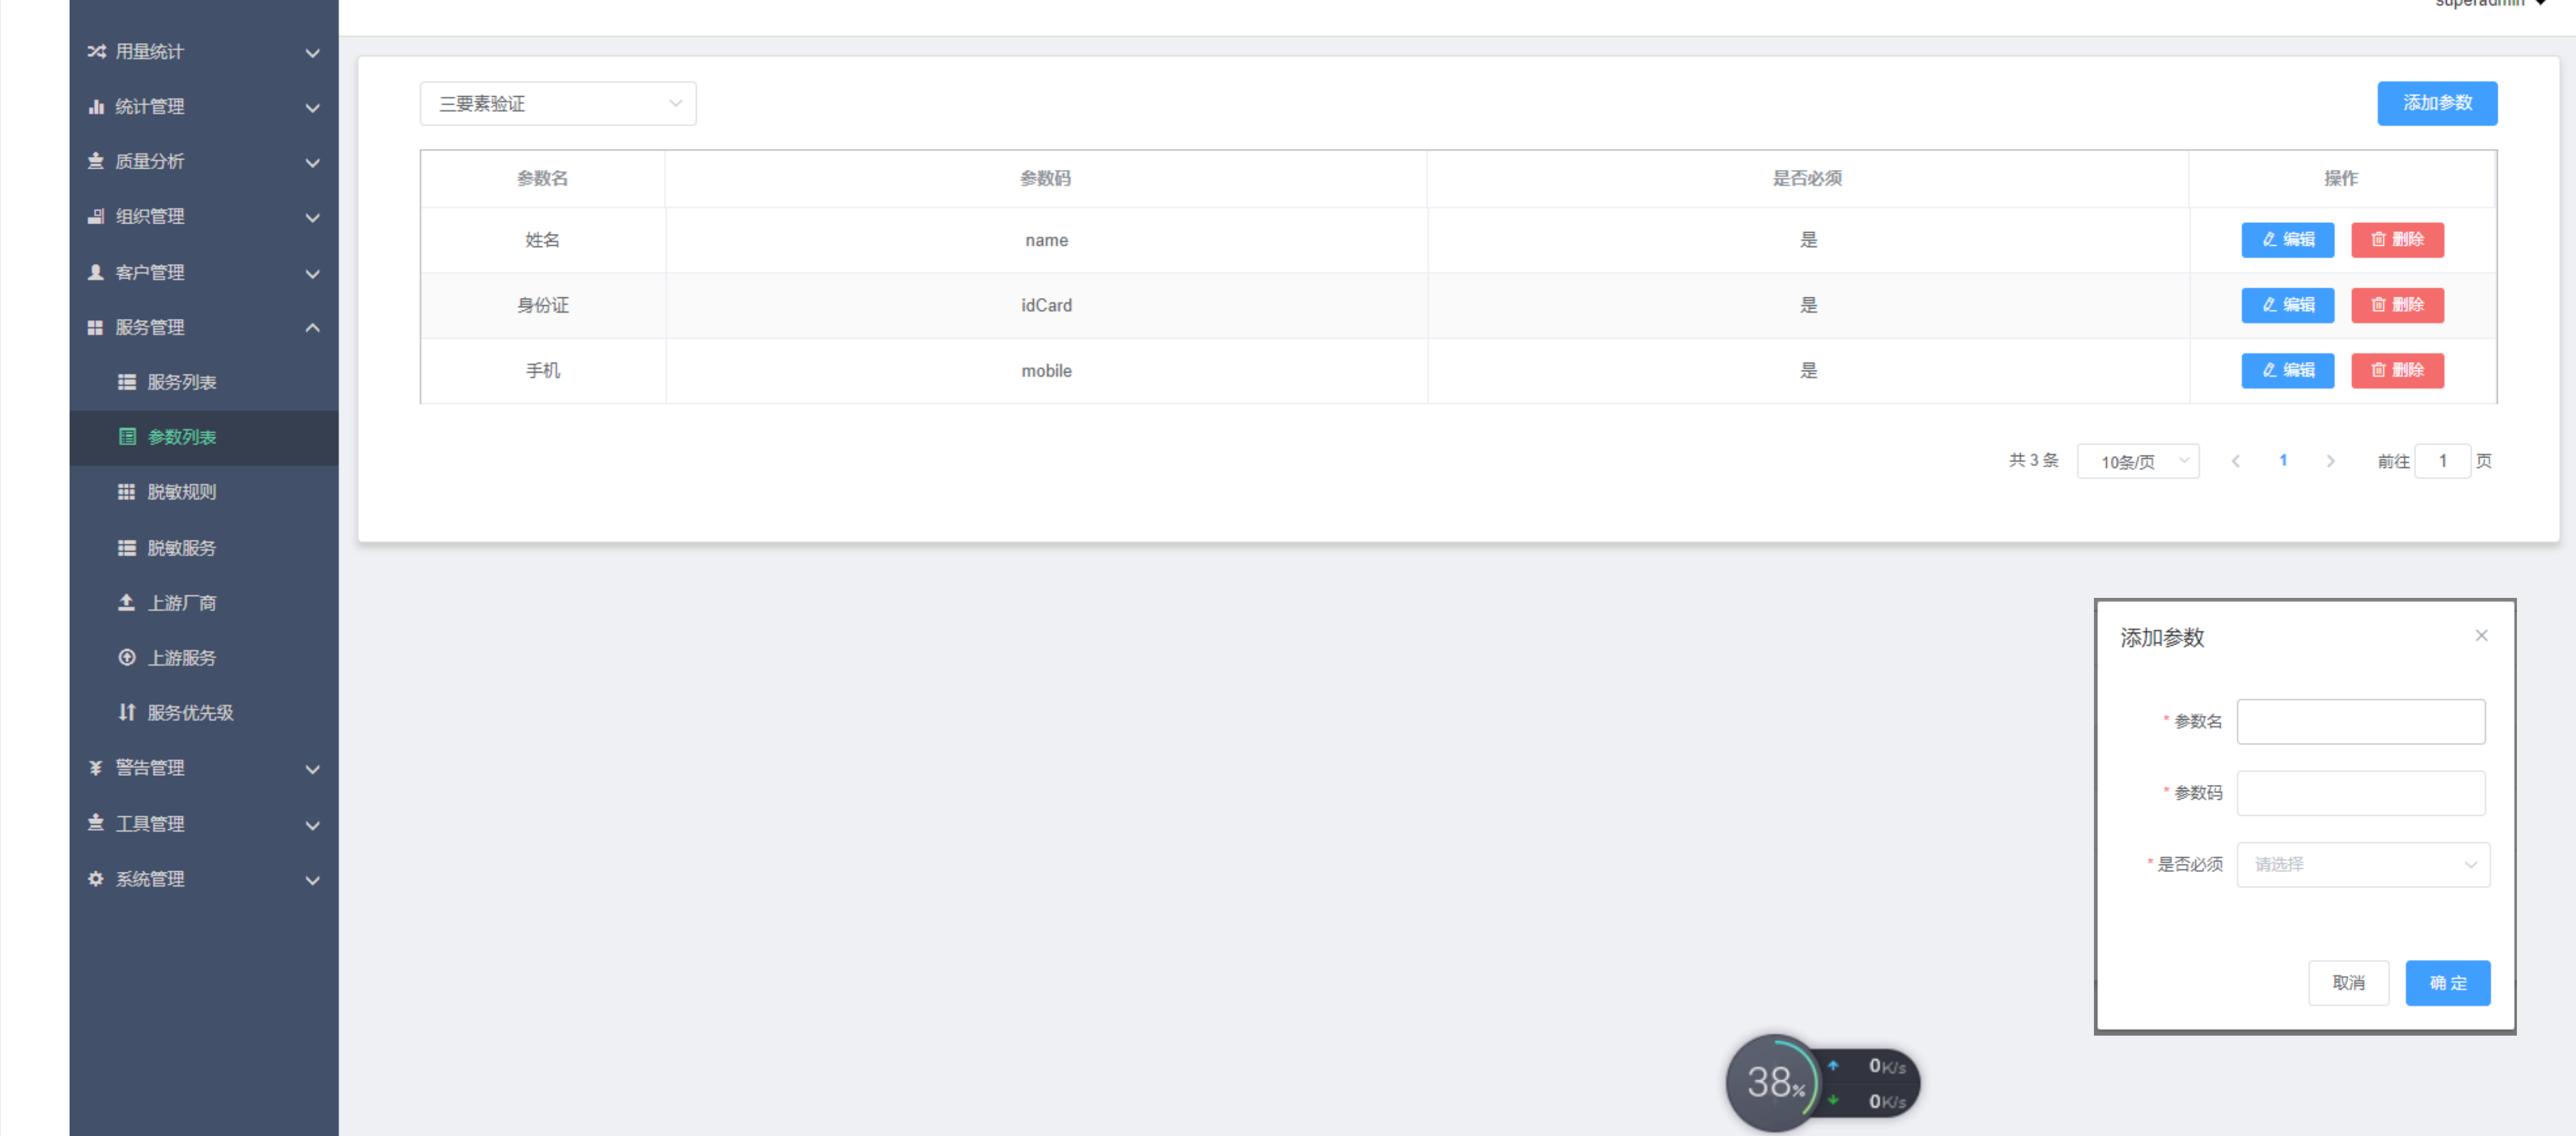 superadmin
用量统计
统计管理
质量分析
组织管理
客户管理
服务管理
服务列表
参数列表
脱敏规则
脱敏服务
上游厂商
上游服务
服务优先级
警告管理
工具管理
系统管理
三要素验证
添加参数
参数名 参数码 是否必须 操作
姓名 name 是 编辑 删除
身份证 idCard 是 编辑 删除
手机 mobile 是 编辑 删除
共 3 条 10条/页 1 前往 1 页
添加参数
* 参数名
* 参数码
* 是否必须 请选择
取消 确 定
38%
0K/s
0K/s